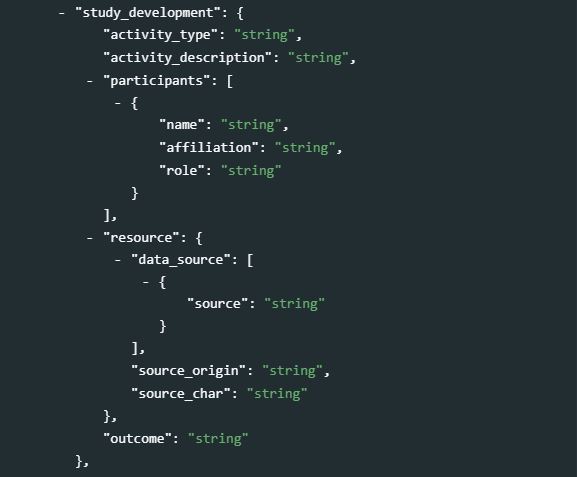 - "study_development": {
"activity_type": "string",
"activity_description": "string",
- "participants": [
- {
"name": "string",
"affiliation": "string",
"role": "string"
}
],
- "resource": {
- "data_source": [
- {
"source": "string"
}
],
"source_origin": "string",
"source_char": "string"
},
"outcome": "string"
},